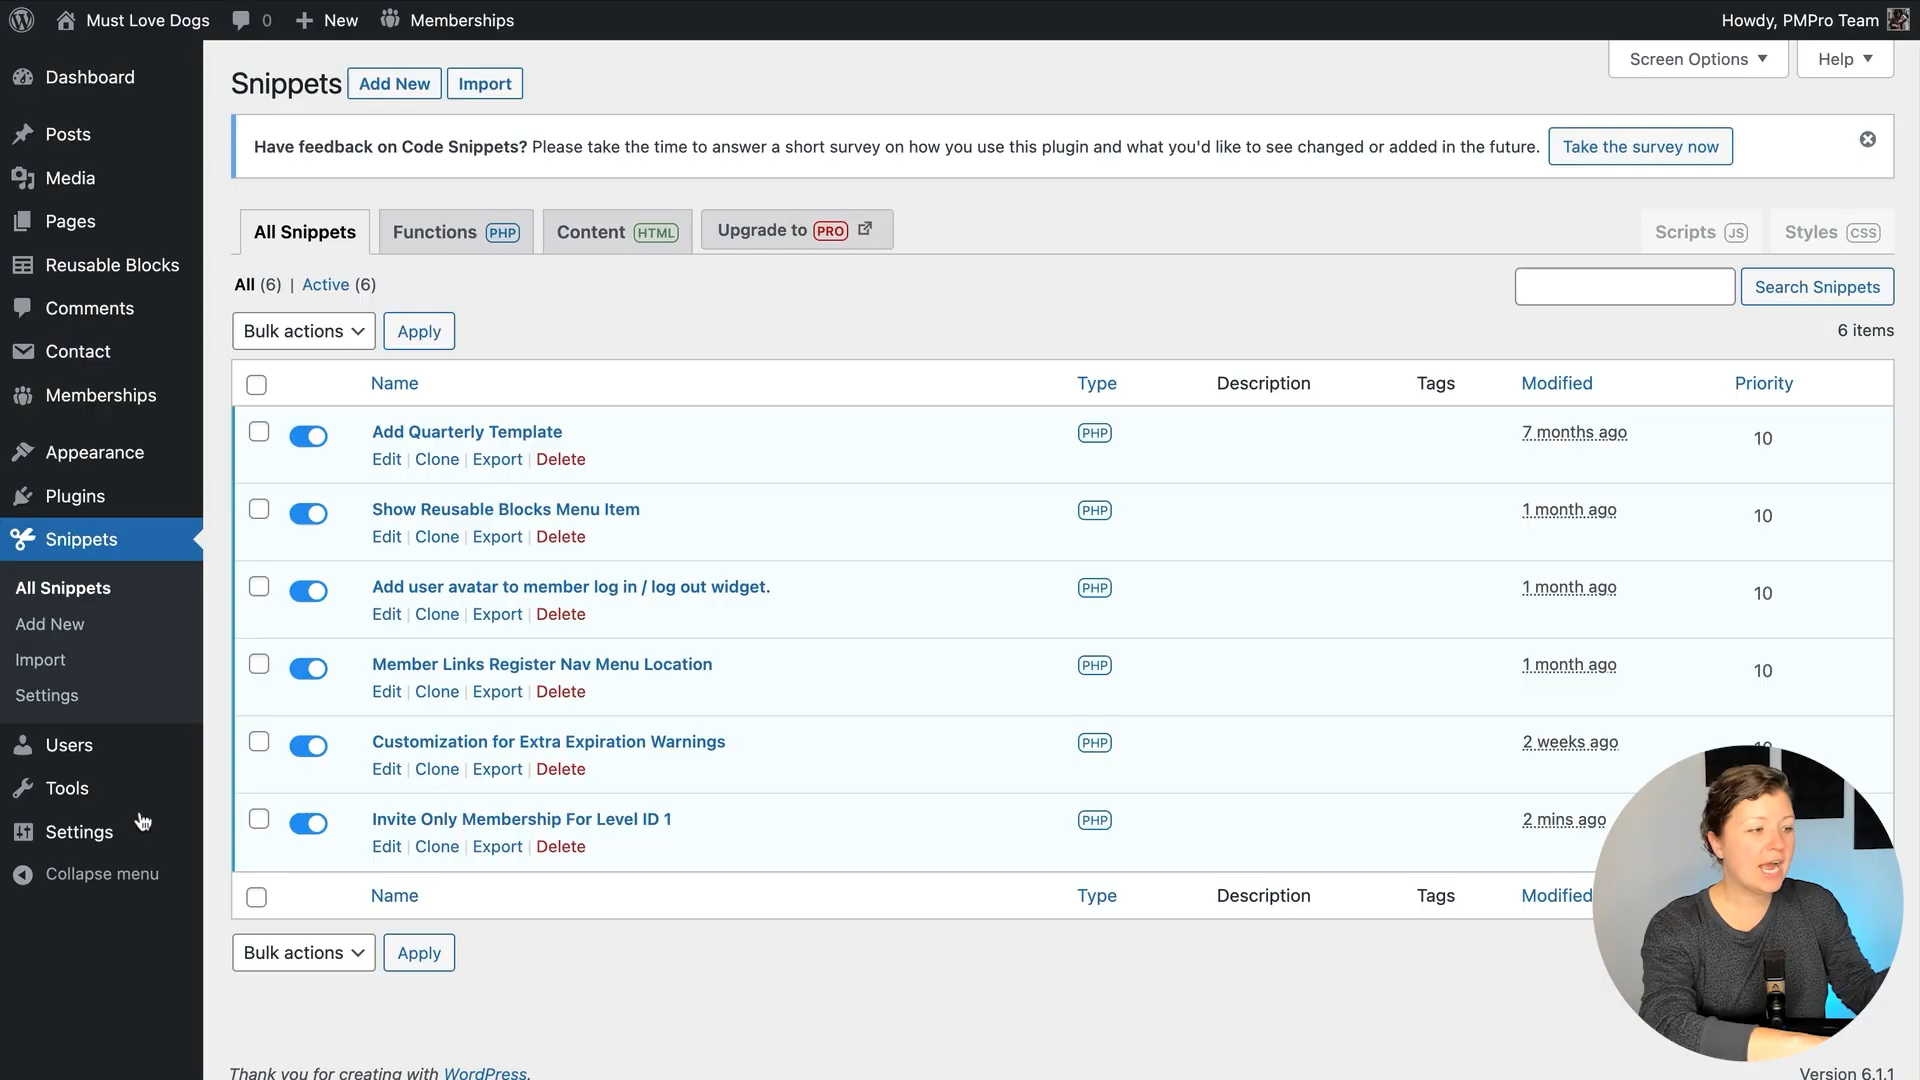 Must Love Dogs 0 New Memberships Howdy, PMPro Team
Dashboard
Posts
Media
Pages
Reusable Blocks
Comments
Contact
Memberships
Appearance
Plugins
Snippets
All Snippets
Add New
Import
Settings
Users
Tools
Settings
Collapse menu
Screen Options Help
Snippets Add New Import
Have feedback on Code Snippets? Please take the time to answer a short survey on how you use this plugin and what you'd like to see changed or added in the future. Take the survey now
All Snippets Functions PHP Content HTML Upgrade to PRO Scripts JS Styles CSS
All (6) | Active (6) Search Snippets
Bulk actions Apply 6 items
Name Type Description Tags Modified Priority
Add Quarterly Template PHP 7 months ago 10
Edit | Clone | Export | Delete
Show Reusable Blocks Menu Item PHP 1 month ago 10
Edit | Clone | Export | Delete
Add user avatar to member log in / log out widget. PHP 1 month ago 10
Edit | Clone | Export | Delete
Member Links Register Nav Menu Location PHP 1 month ago 10
Edit | Clone | Export | Delete
Customization for Extra Expiration Warnings PHP 2 weeks ago 10
Edit | Clone | Export | Delete
Invite Only Membership For Level ID 1 PHP 2 mins ago
Edit | Clone | Export | Delete
Name Type Description Tags Modified
Bulk actions Apply
Thank you for creating with WordPress. Version 6.1.1